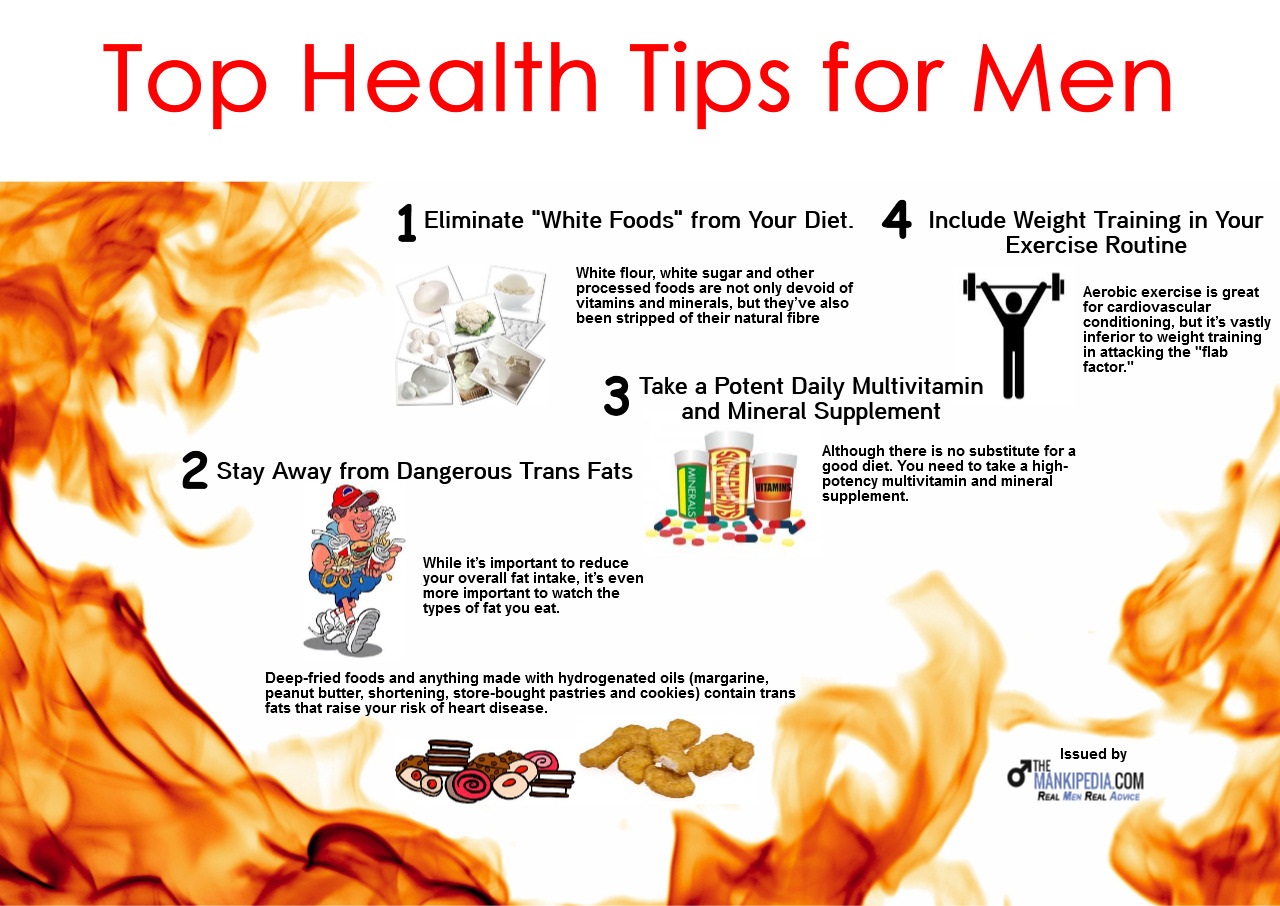 Top Health Tips for Men
1 Eliminate "White Foods" from Your Diet.
White flour, white sugar and other
processed foods are not only devoid of
vitamins and minerals, but they've also
been stripped of their natural fibre
2 Stay Away from Dangerous Trans Fats
While it's important to reduce
your overall fat intake, it's even
more important to watch the
types of fat you eat.
Deep-fried foods and anything made with hydrogenated oils (margarine,
peanut butter, shortening, store-bought pastries and cookies) contain trans
fats that raise your risk of heart disease.
3 Take a Potent Daily Multivitamin
and Mineral Supplement
MINERALS
SUPPLEMENTS
VITAMINS
Although there is no substitute for a
good diet. You need to take a high-
potency multivitamin and mineral
supplement.
4 Include Weight Training in Your
Exercise Routine
Aerobic exercise is great
for cardiovascular
conditioning, but it's vastly
inferior to weight training
in attacking the "flab
factor."
Issued by
THE
MANKIPEDIA.COM
REAL MEN REAL ADVICE